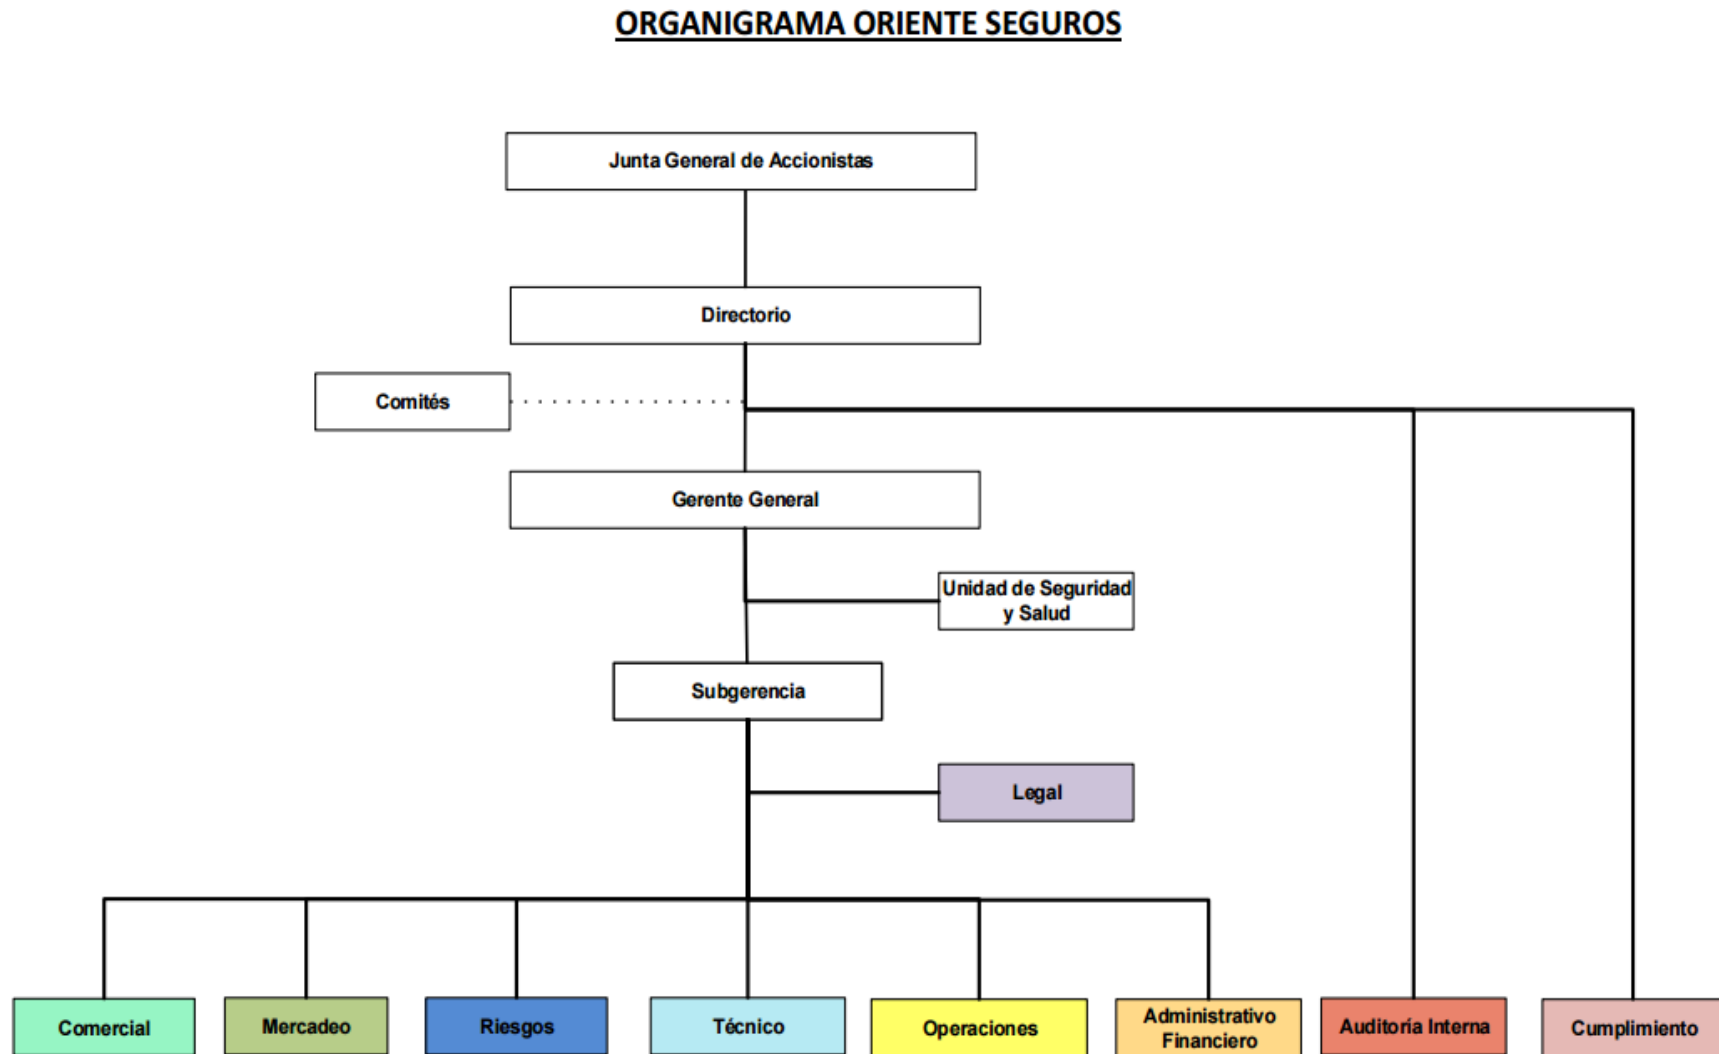 ORGANIGRAMA ORIENTE SEGUROS
Junta General de Accionistas
Directorio
Comités
Gerente General
Unidad de Seguridad
y Salud
Subgerencia
Legal
Comercial
Mercadeo
Riesgos
Técnico
Operaciones
Administrativo
Financiero
Auditoría Interna
Cumplimiento